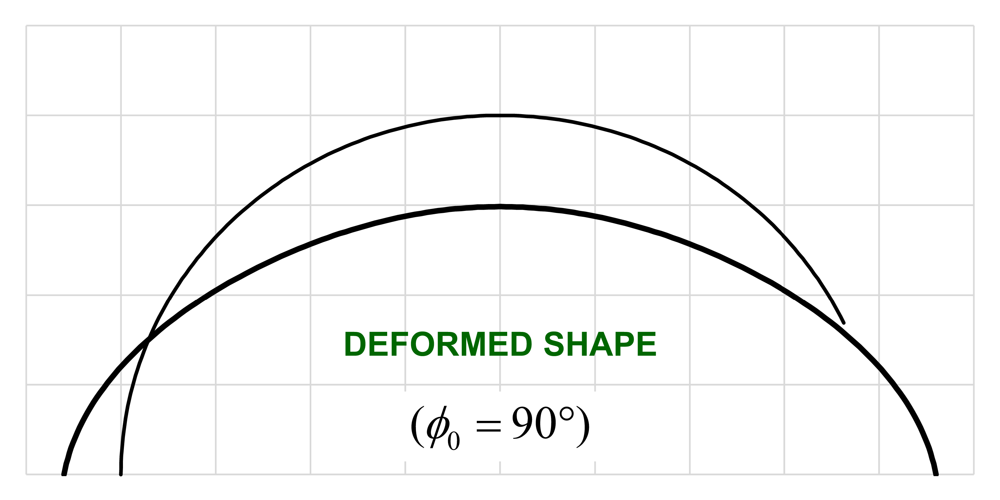 DEFORMED SHAPE
(ϕ₀ = 90°)